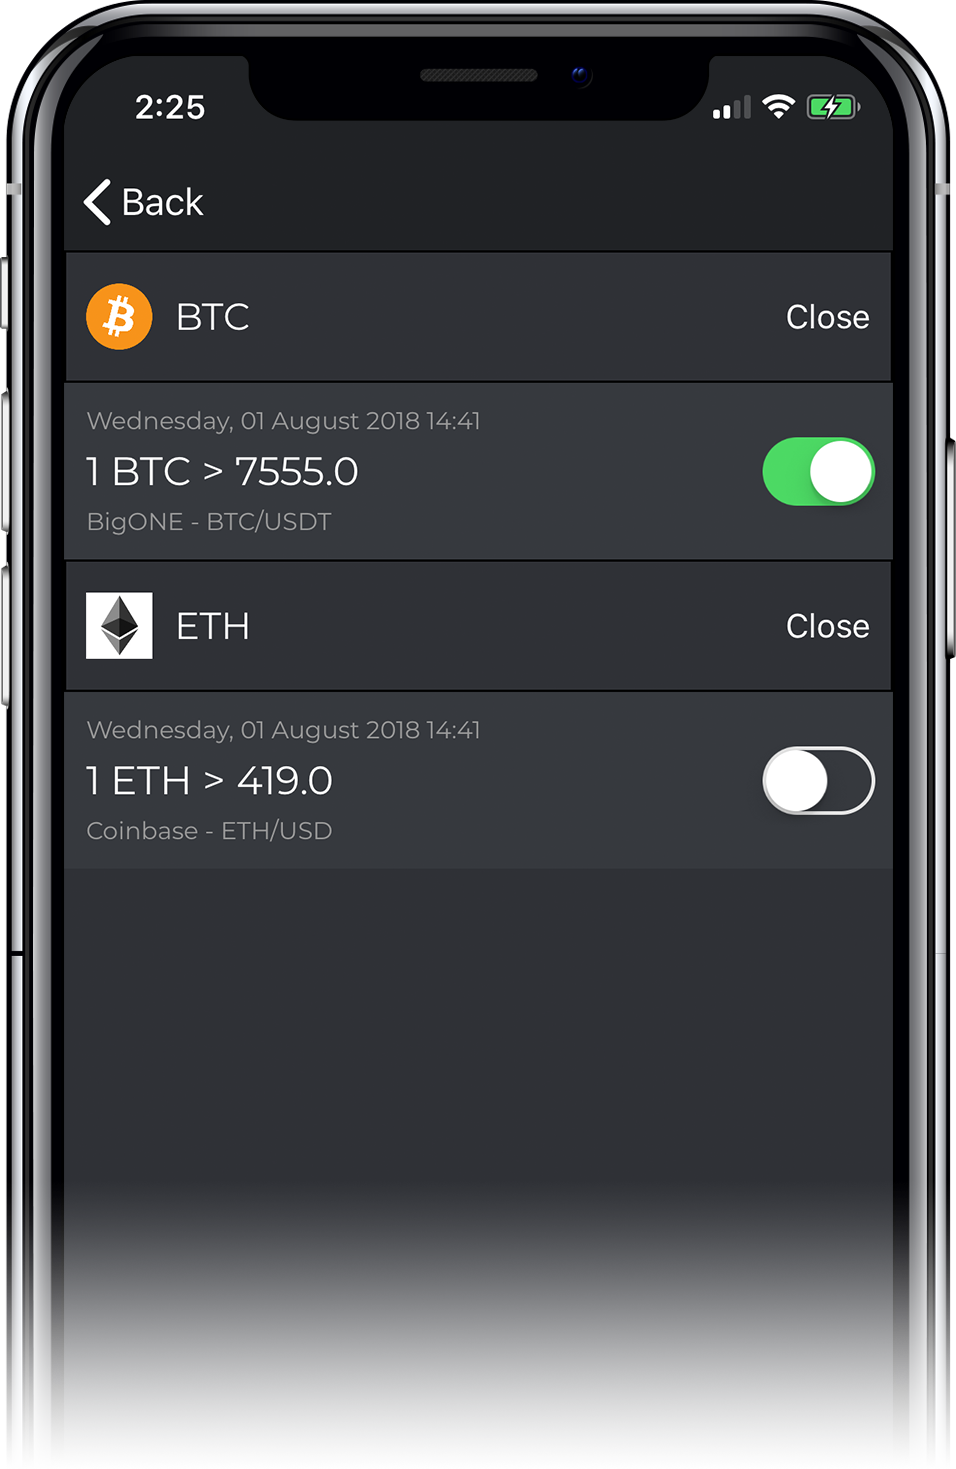 2:25
Back
BTC
Close
Wednesday, 01 August 2018 14:41
1 BTC > 7555.0
BigONE - BTC/USDT
ETH
Close
Wednesday, 01 August 2018 14:41
1 ETH > 419.0
Coinbase - ETH/USD